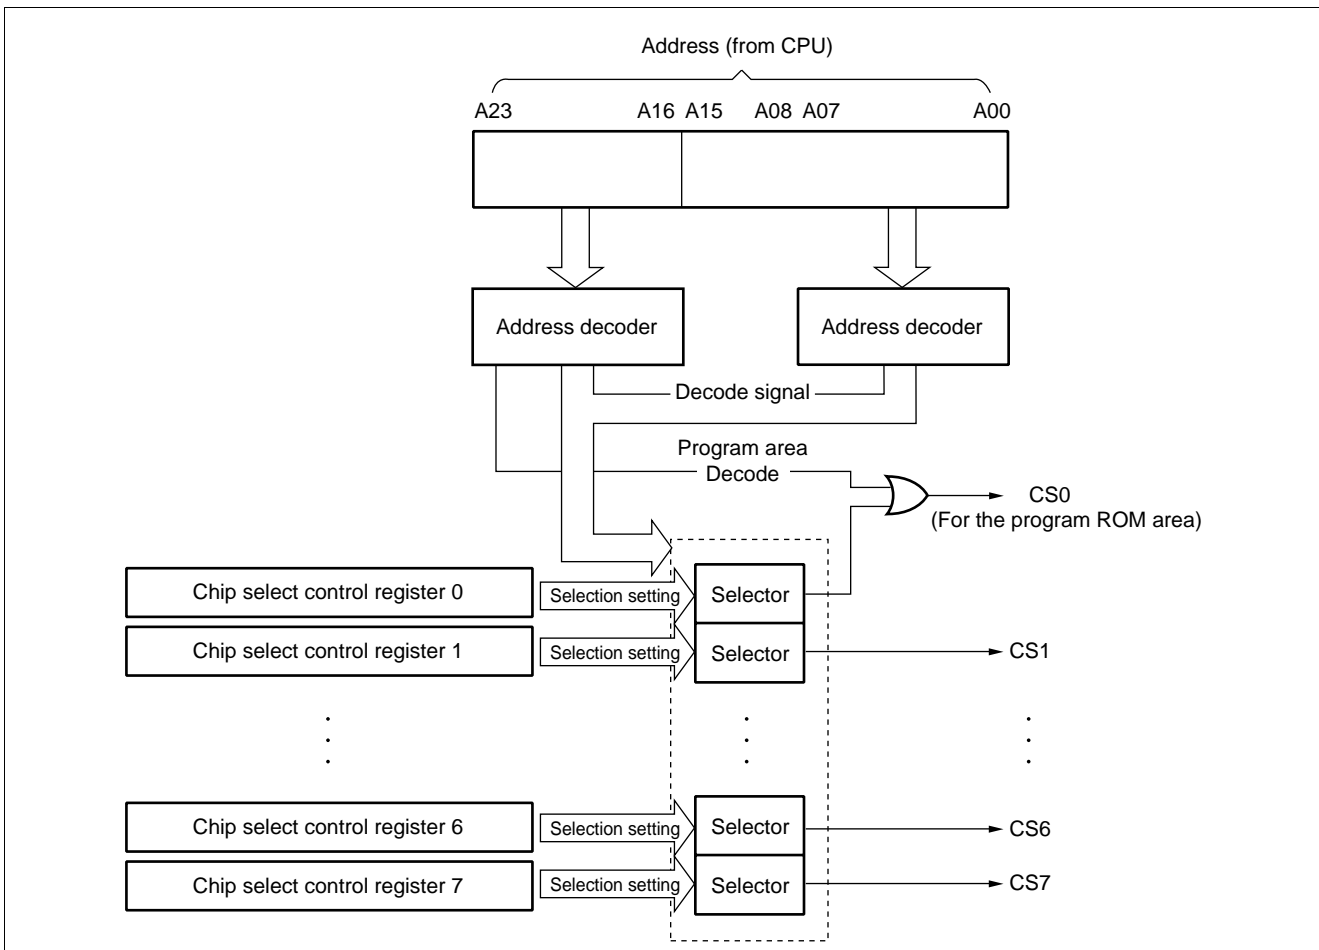 Address (from CPU)
A23 A16 A15 A08 A07 A00
Address decoder Address decoder
Decode signal
Program area
Decode
CS0
(For the program ROM area)
Chip select control register 0 Selection setting Selector
Chip select control register 1 Selection setting Selector CS1
Chip select control register 6 Selection setting Selector CS6
Chip select control register 7 Selection setting Selector CS7